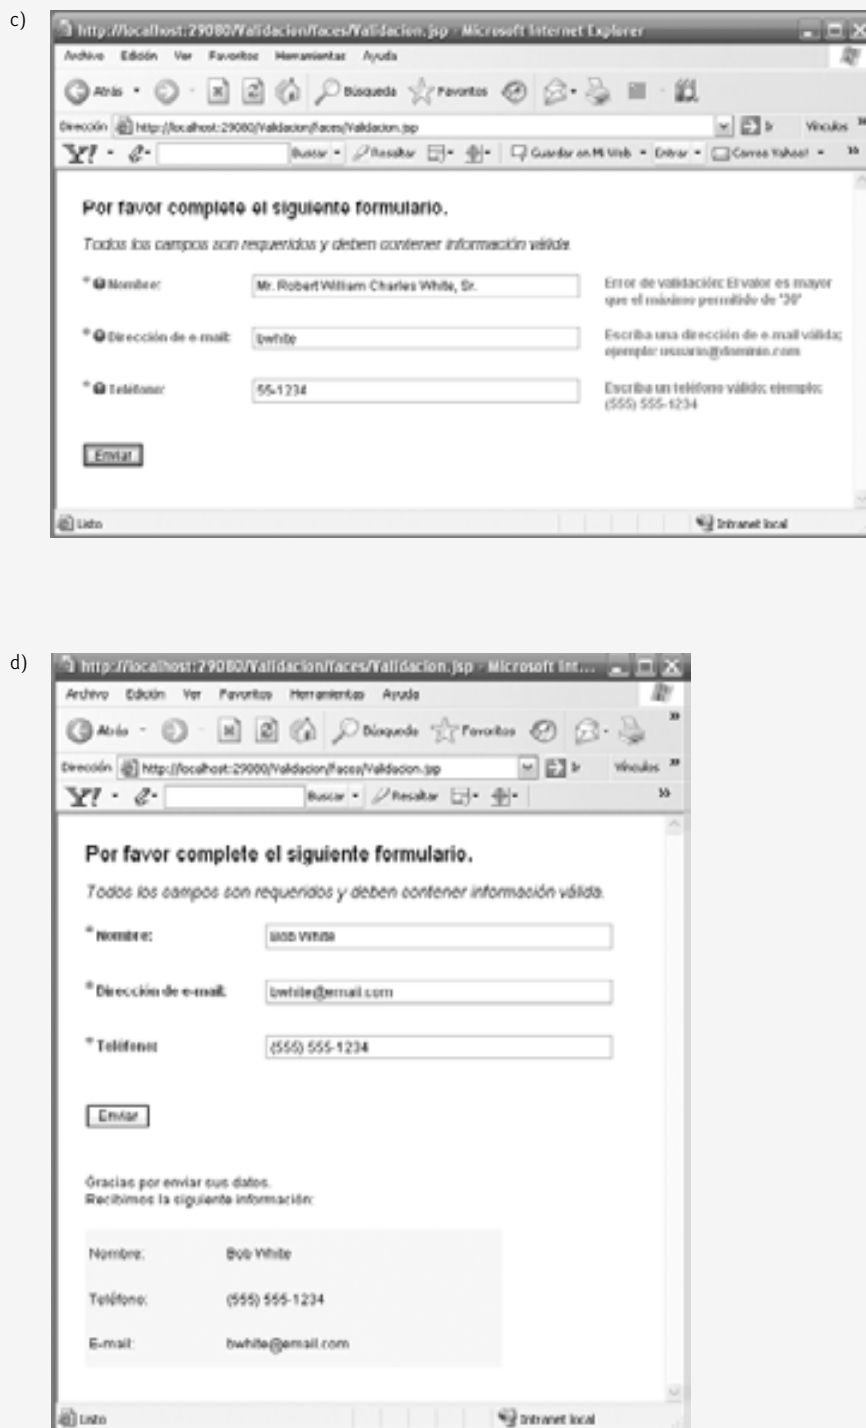 c)
http://localhost:29080/Validacion/faces/Validacion.jsp - Microsoft Internet Explorer
Archivo Edición Ver Favoritos Herramientas Ayuda
Atrás Búsqueda Favoritos
Dirección http://localhost:29080/Validacion/faces/Validacion.jsp Ir Vínculos »
Y! Buscar Resaltar Guardar en Mi Web Entrar Correo Yahoo! »
Por favor complete el siguiente formulario.
Todos los campos son requeridos y deben contener información válida.
* Nombre: Mr. Robert William Charles White, Sr. Error de validación: El valor es mayor
que el máximo permitido de '30'
* Dirección de e-mail: bwhite Escriba una dirección de e-mail válida;
ejemplo: usuario@dominio.com
* Teléfono: 55-1234 Escriba un teléfono válido; ejemplo:
(555) 555-1234
Enviar
Listo Intranet local
d)
http://localhost:29080/Validacion/faces/Validacion.jsp - Microsoft Int...
Archivo Edición Ver Favoritos Herramientas Ayuda
Atrás Búsqueda Favoritos »
Dirección http://localhost:29080/Validacion/faces/Validacion.jsp Ir Vínculos »
Y! Buscar Resaltar »
Por favor complete el siguiente formulario.
Todos los campos son requeridos y deben contener información válida.
* Nombre: Bob White
* Dirección de e-mail: bwhite@email.com
* Teléfono: (555) 555-1234
Enviar
Gracias por enviar sus datos.
Recibimos la siguiente información:
Nombre: Bob White
Teléfono: (555) 555-1234
E-mail: bwhite@email.com
Listo Intranet local